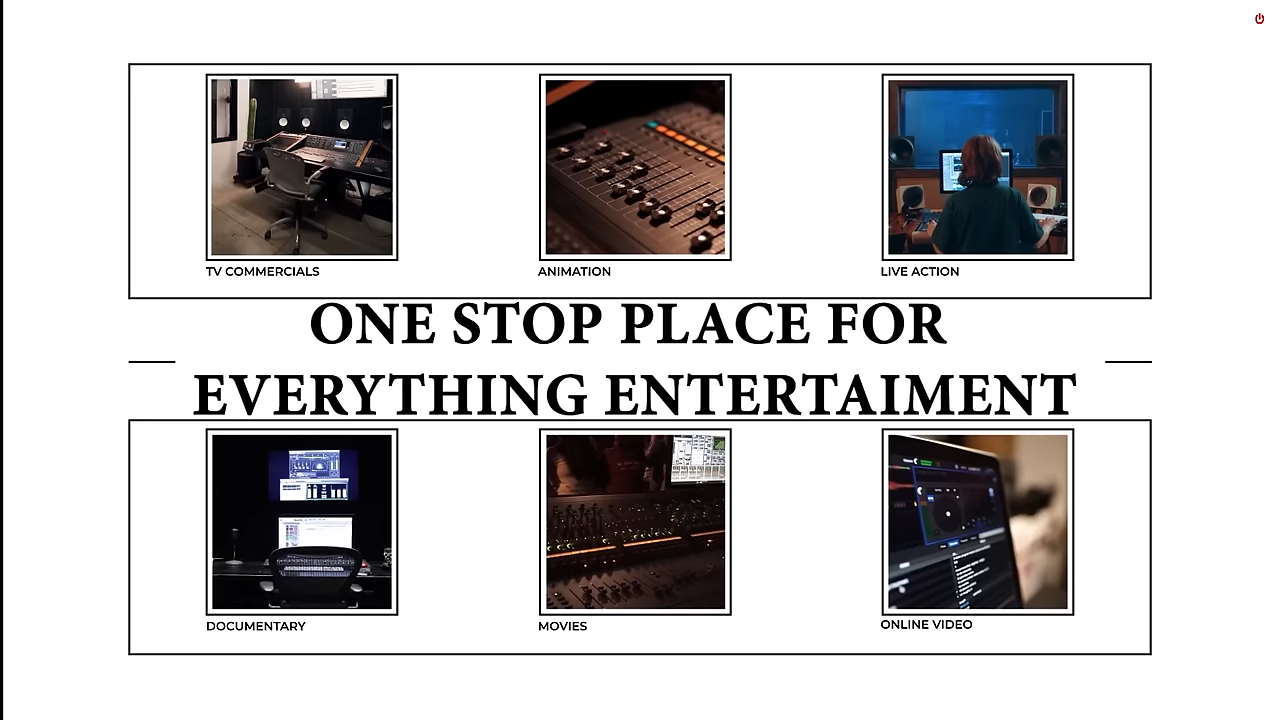 TV COMMERCIALS
ANIMATION
LIVE ACTION
ONE STOP PLACE FOR
EVERYTHING ENTERTAIMENT
DOCUMENTARY
MOVIES
ONLINE VIDEO